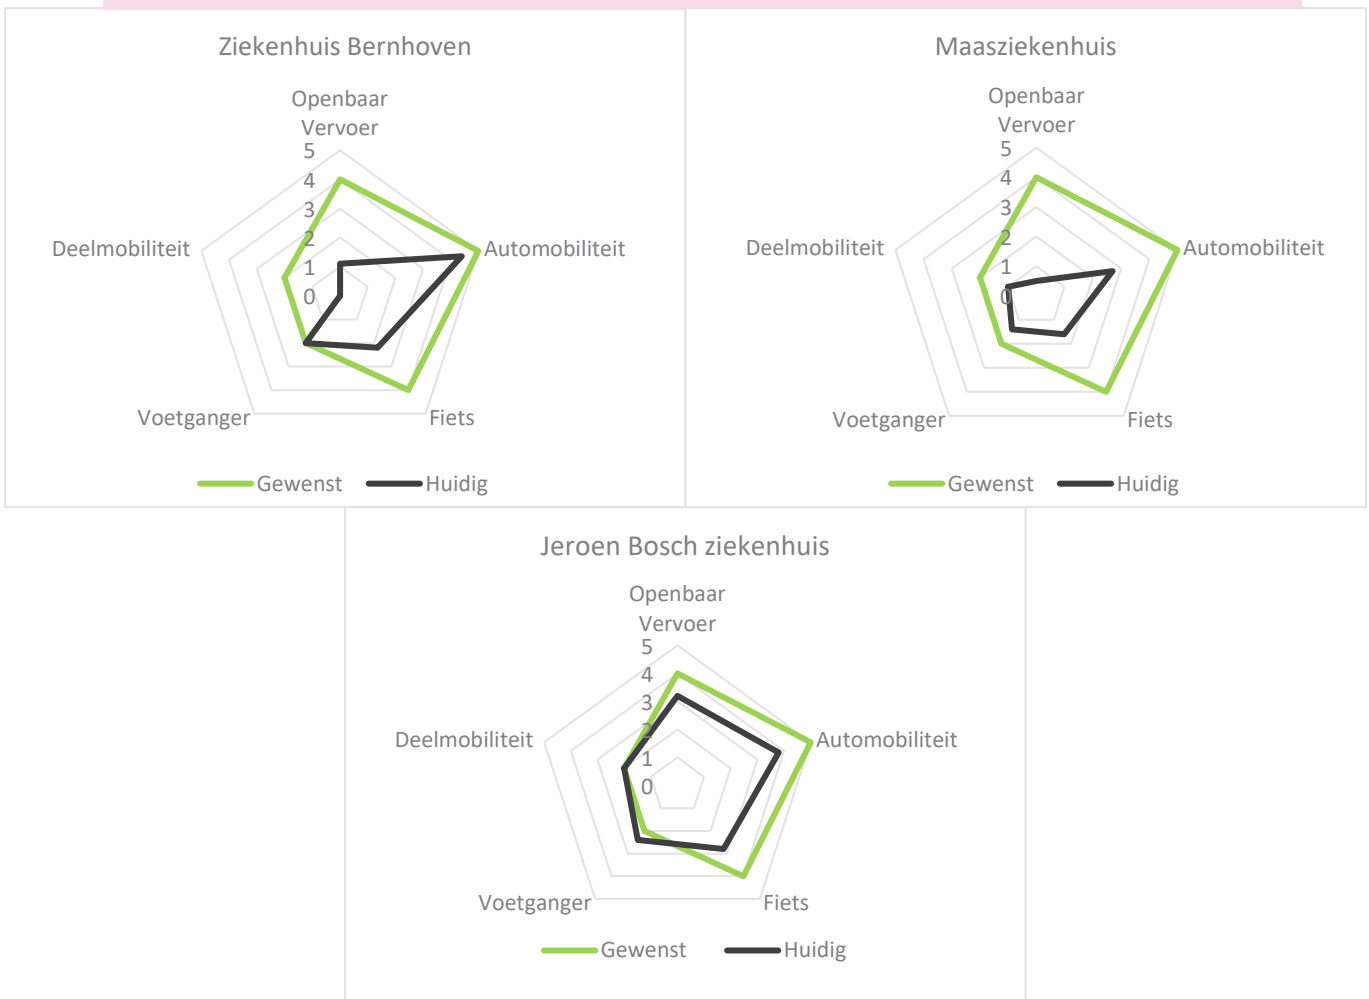 Ziekenhuis Bernhoven
Openbaar
Vervoer
5
4
3
2
1
0
Deelmobiliteit
Automobiliteit
Voetganger
Fiets
Gewenst
Huidig
Maasziekenhuis
Openbaar
Vervoer
5
4
3
2
1
0
Deelmobiliteit
Automobiliteit
Voetganger
Fiets
Gewenst
Huidig
Jeroen Bosch ziekenhuis
Openbaar
Vervoer
5
4
3
2
1
0
Deelmobiliteit
Automobiliteit
Voetganger
Fiets
Gewenst
Huidig